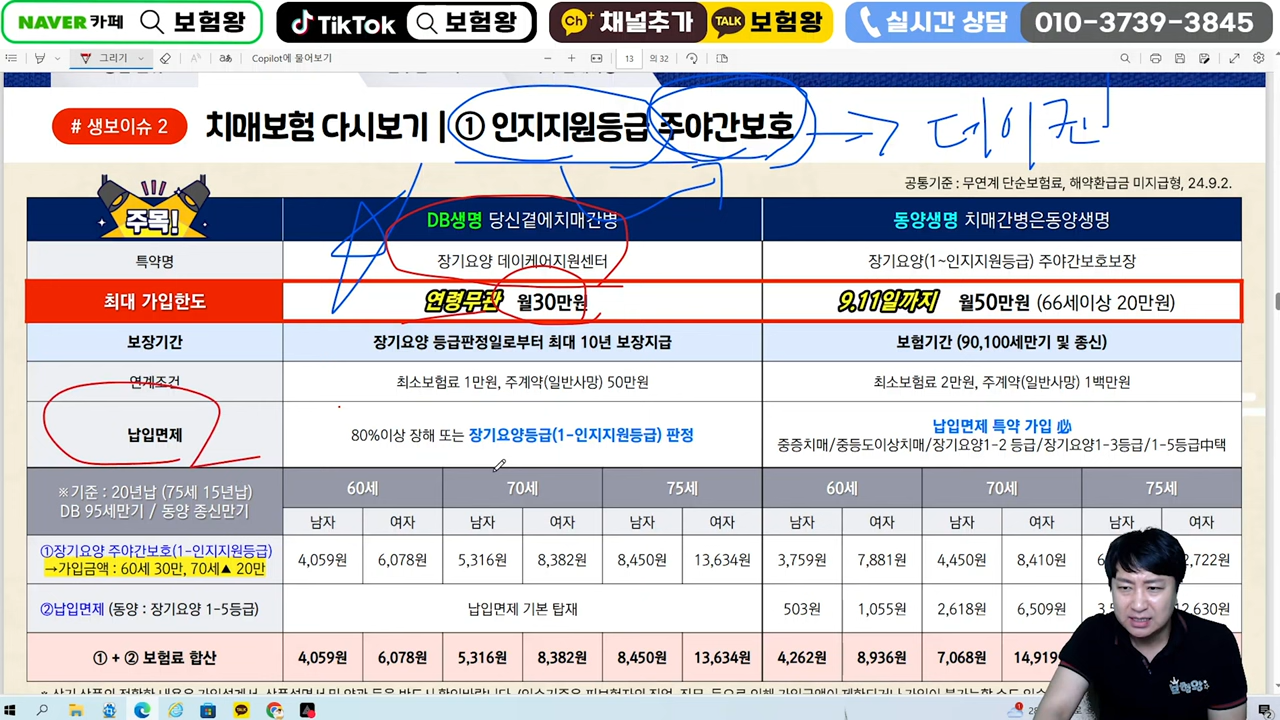 NAVER 카페 보험왕 TikTok 보험왕 Ch+ 채널추가 TALK 보험왕 실시간 상담 010-3739-3845
그리기 Copilot에 물어보기 13 의 32
# 생보이슈 2 치매보험 다시보기 | ① 인지지원등급 주야간보호
공통기준 : 무연계 단순보험료, 해약환급금 미지급형, 24.9.2.
주목! DB생명 당신곁에치매간병 동양생명 치매간병은동양생명
특약명 장기요양 데이케어지원센터 장기요양(1~인지지원등급) 주야간보호보장
최대 가입한도 연령무관 월30만원 9.11일까지 월50만원 (66세이상 20만원)
보장기간 장기요양 등급판정일로부터 최대 10년 보장지급 보험기간 (90,100세만기 및 종신)
연계조건 최소보험료 1만원, 주계약(일반사망) 50만원 최소보험료 2만원, 주계약(일반사망) 1백만원
납입면제 80%이상 장해 또는 장기요양등급(1-인지지원등급) 판정 납입면제 특약 가입 必
중증치매/중등도이상치매/장기요양1-2 등급/장기요양1-3등급/1-5등급中택
※기준 : 20년납 (75세 15년납) 60세 70세 75세 60세 70세 75세
DB 95세만기 / 동양 종신만기 남자 여자 남자 여자 남자 여자 남자 여자 남자 여자 남자 여자
①장기요양 주야간보호(1-인지지원등급) 4,059원 6,078원 5,316원 8,382원 8,450원 13,634원 3,759원 7,881원 4,450원 8,410원
→가입금액 : 60세 30만, 70세▲ 20만
②납입면제 (동양 : 장기요양 1-5등급) 납입면제 기본 탑재 503원 1,055원 2,618원 6,509원
① + ② 보험료 합산 4,059원 6,078원 5,316원 8,382원 8,450원 13,634원 4,262원 8,936원 7,068원 14,919
보험왕